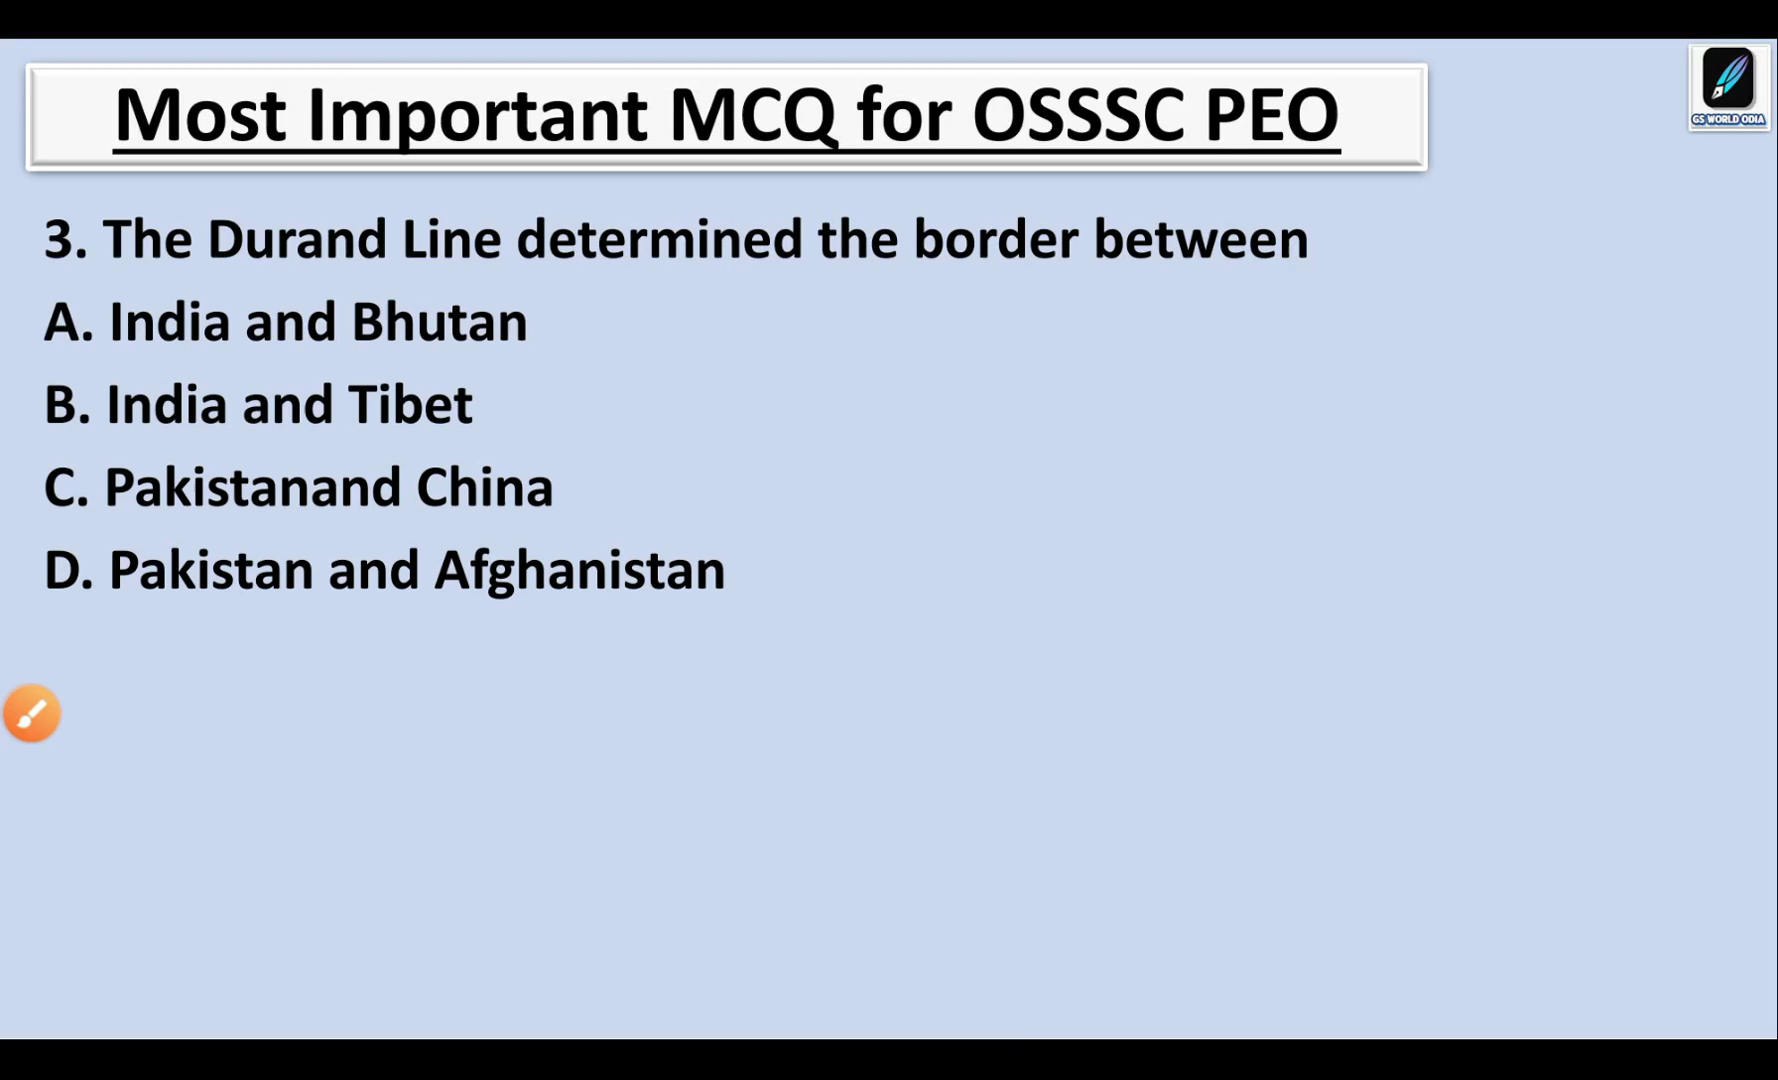 Most Important MCQ for OSSSC PEO
GS WORLD ODIA
3. The Durand Line determined the border between
A. India and Bhutan
B. India and Tibet
C. Pakistanand China
D. Pakistan and Afghanistan